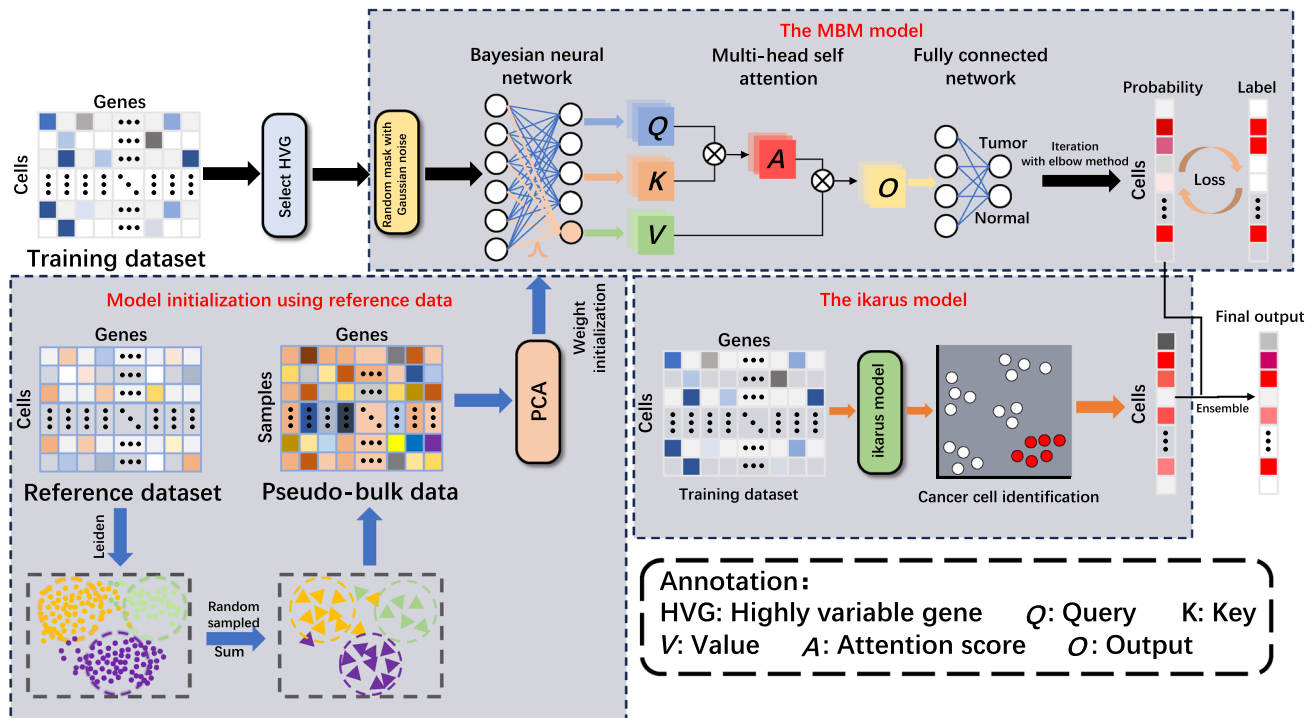 The MBM model
Bayesian neural
network
Multi-head self
attention
Fully connected
network
Genes
Cells
Training dataset
Select HVG
Random mask with
Gaussian noise
Q
K
V
A
O
Tumor
Normal
Iteration
with elbow method
Probability
Label
Cells
Loss
Model initialization using reference data
Genes
Cells
Reference dataset
Genes
Samples
Pseudo-bulk data
PCA
Weight
initialization
Leiden
Random
sampled
Sum
The ikarus model
Genes
Cells
Training dataset
ikarus model
Cancer cell identification
Cells
Final output
Ensemble
Annotation:
HVG: Highly variable gene Q: Query K: Key
V: Value A: Attention score O: Output